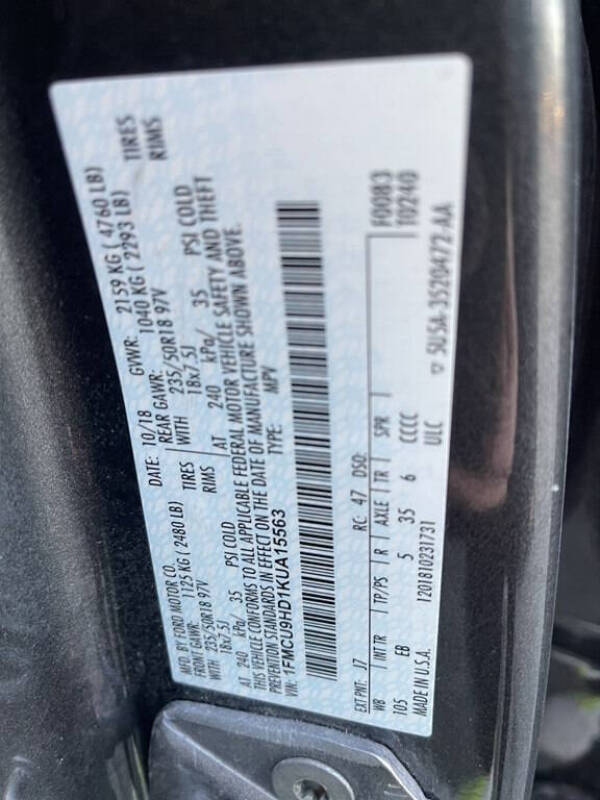 MFD. BY FORD MOTOR CO. DATE: 10/18 GVWR: 2159 KG ( 4760 LB)
FRONT GAWR: 1125 KG ( 2480 LB) REAR GAWR: 1040 KG ( 2293 LB)
WITH 235/50R18 97V TIRES WITH 235/50R18 97V TIRES
18x7.5J RIMS 18x7.5J RIMS
AT 240 kPa/ 35 PSI COLD AT 240 kPa/ 35 PSI COLD
THIS VEHICLE CONFORMS TO ALL APPLICABLE FEDERAL MOTOR VEHICLE SAFETY AND THEFT
PREVENTION STANDARDS IN EFFECT ON THE DATE OF MANUFACTURE SHOWN ABOVE.
VIN: 1FMCU9HD1KUA15563 TYPE: MPV
EXT PNT: J7 RC: 47 DSO: F0083
WB INT TR TP/PS R AXLE TR SPR T0240
105 EB 5 35 6 CCCC
MADE IN U.S.A. 1201810231731 ULC 5U5A-3520472-AA